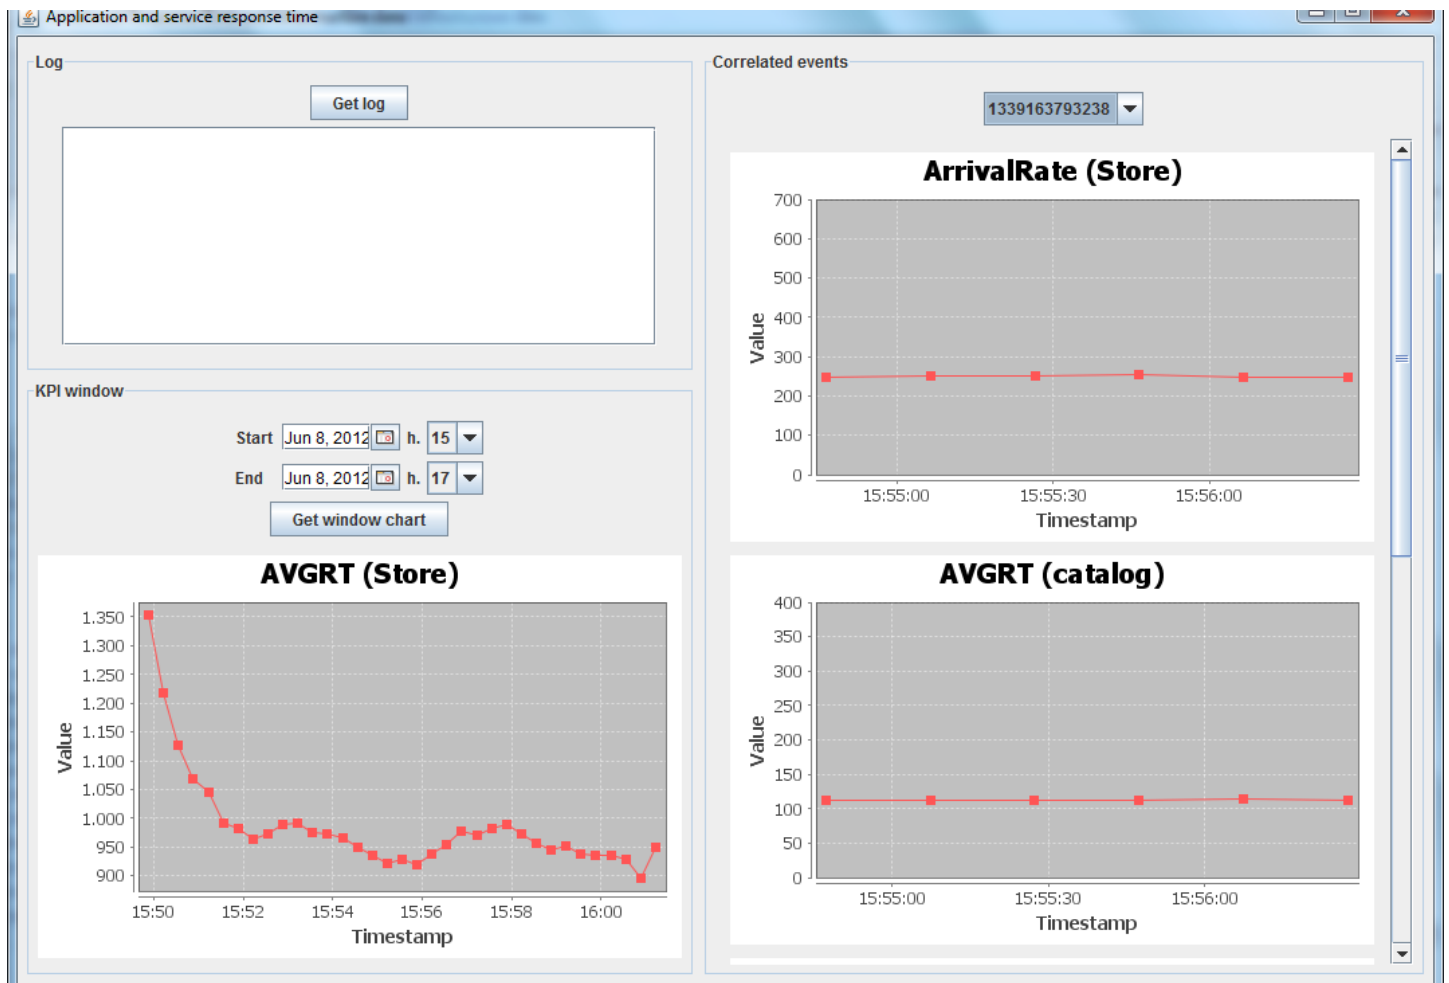 Application and service response time
Log
Get log
KPI window
Start Jun 8, 2012 h. 15
End Jun 8, 2012 h. 17
Get window chart
AVGRT (Store)
1.350
1.300
1.250
1.200
1.150
1.100
1.050
1.000
950
900
Value
15:50 15:52 15:54 15:56 15:58 16:00
Timestamp
Correlated events
1339163793238
ArrivalRate (Store)
700
600
500
400
300
200
100
0
Value
15:55:00 15:55:30 15:56:00
Timestamp
AVGRT (catalog)
400
350
300
250
200
150
100
50
0
Value
15:55:00 15:55:30 15:56:00
Timestamp